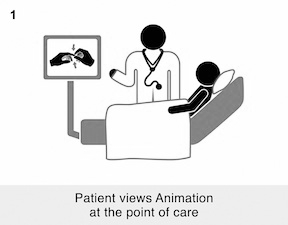 1
Patient views Animation
at the point of care